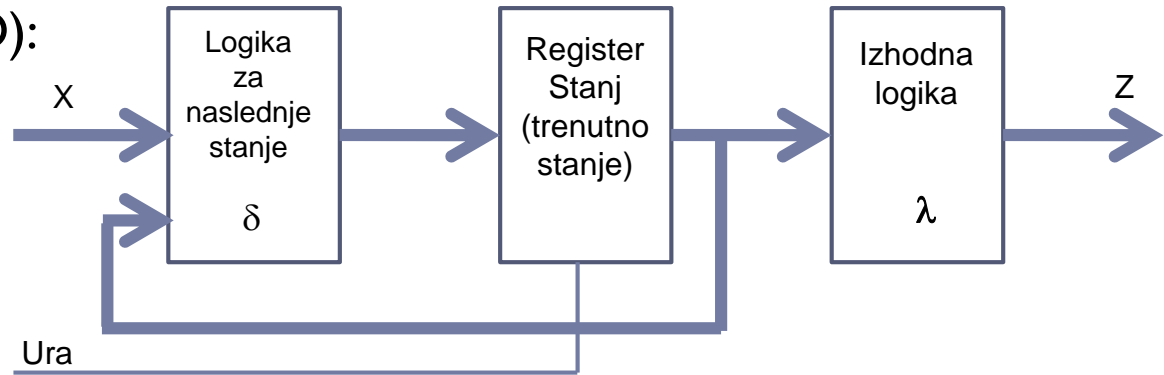 ):
X
Logika
za
naslednje
stanje
δ
Register
Stanj
(trenutno
stanje)
Izhodna
logika
λ
Z
Ura